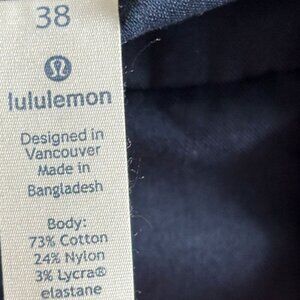 38
lululemon
Designed in
Vancouver
Made in
Bangladesh
Body:
73% Cotton
24% Nylon
3% Lycra®
elastane